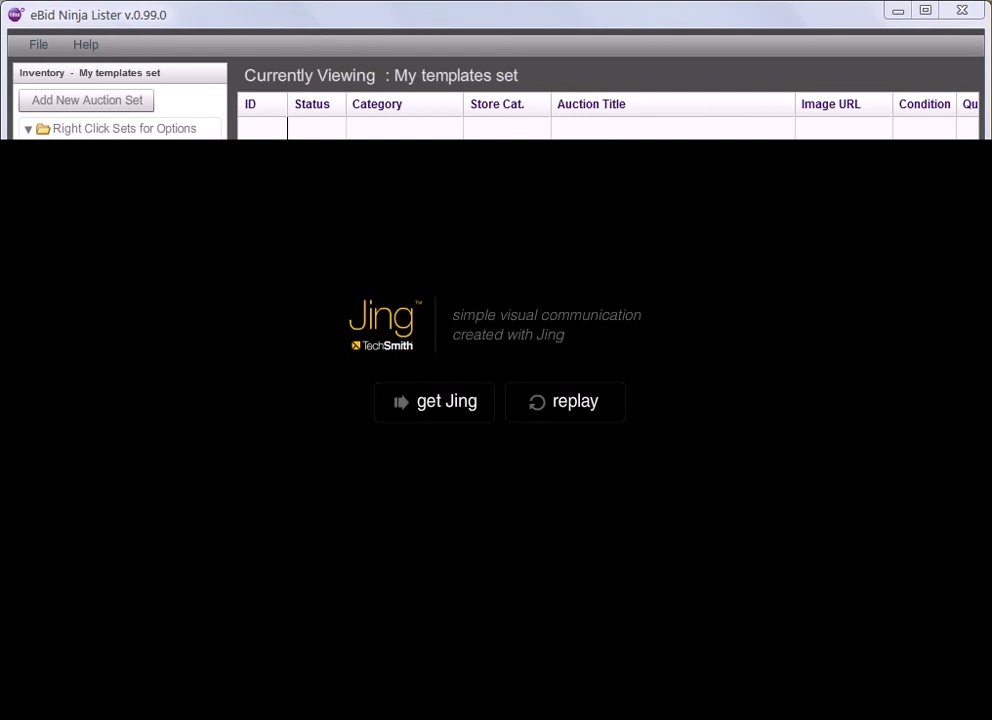 eBid Ninja Lister v.0.99.0
File Help
Inventory - My templates set
Currently Viewing : My templates set
Add New Auction Set
ID Status Category Store Cat. Auction Title Image URL Condition Qu
Right Click Sets for Options
Jing™
TechSmith
simple visual communication
created with Jing
get Jing
replay